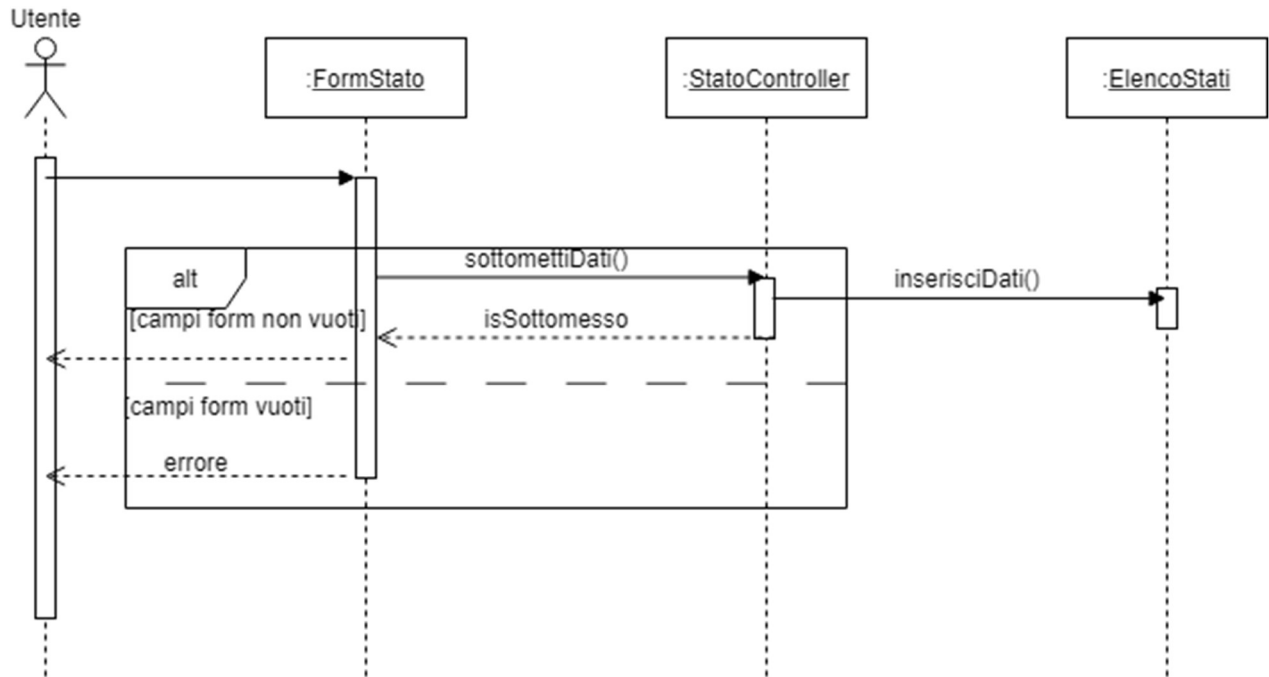 Utente
:FormStato
:StatoController
:ElencoStati
alt
sottomettiDati()
inserisciDati()
[campi form non vuoti]
isSottomesso
[campi form vuoti]
errore